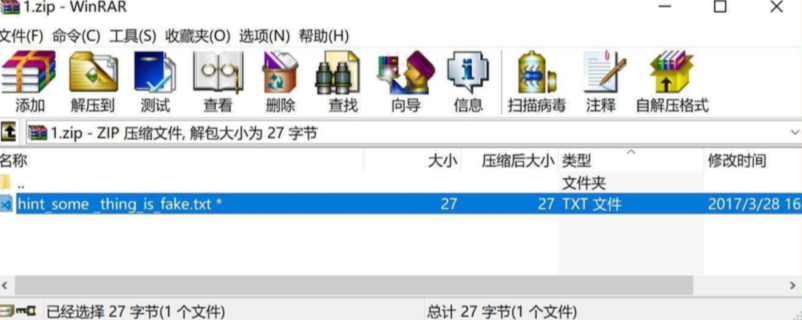 1.zip - WinRAR
文件(F) 命令(C) 工具(S) 收藏夹(O) 选项(N) 帮助(H)
添加 解压到 测试 查看 删除 查找 向导 信息 扫描病毒 注释 自解压格式
1.zip - ZIP 压缩文件, 解包大小为 27 字节
名称 大小 压缩后大小 类型 修改时间
.. 文件夹
hint_some _thing_is_fake.txt * 27 27 TXT 文件 2017/3/28 16
已经选择 27 字节(1 个文件) 总计 27 字节(1 个文件)